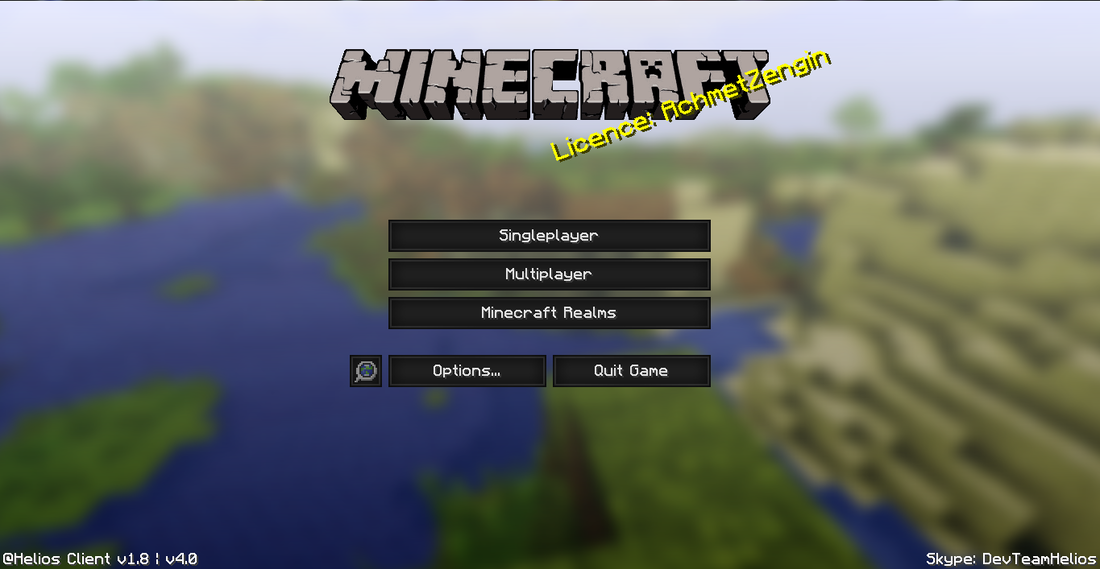 MINECRAFT
Licence: AchmetZengin
Singleplayer
Multiplayer
Minecraft Realms
Options...
Quit Game
@Helios Client v1.8 | v4.0
Skype: DevTeamHelios